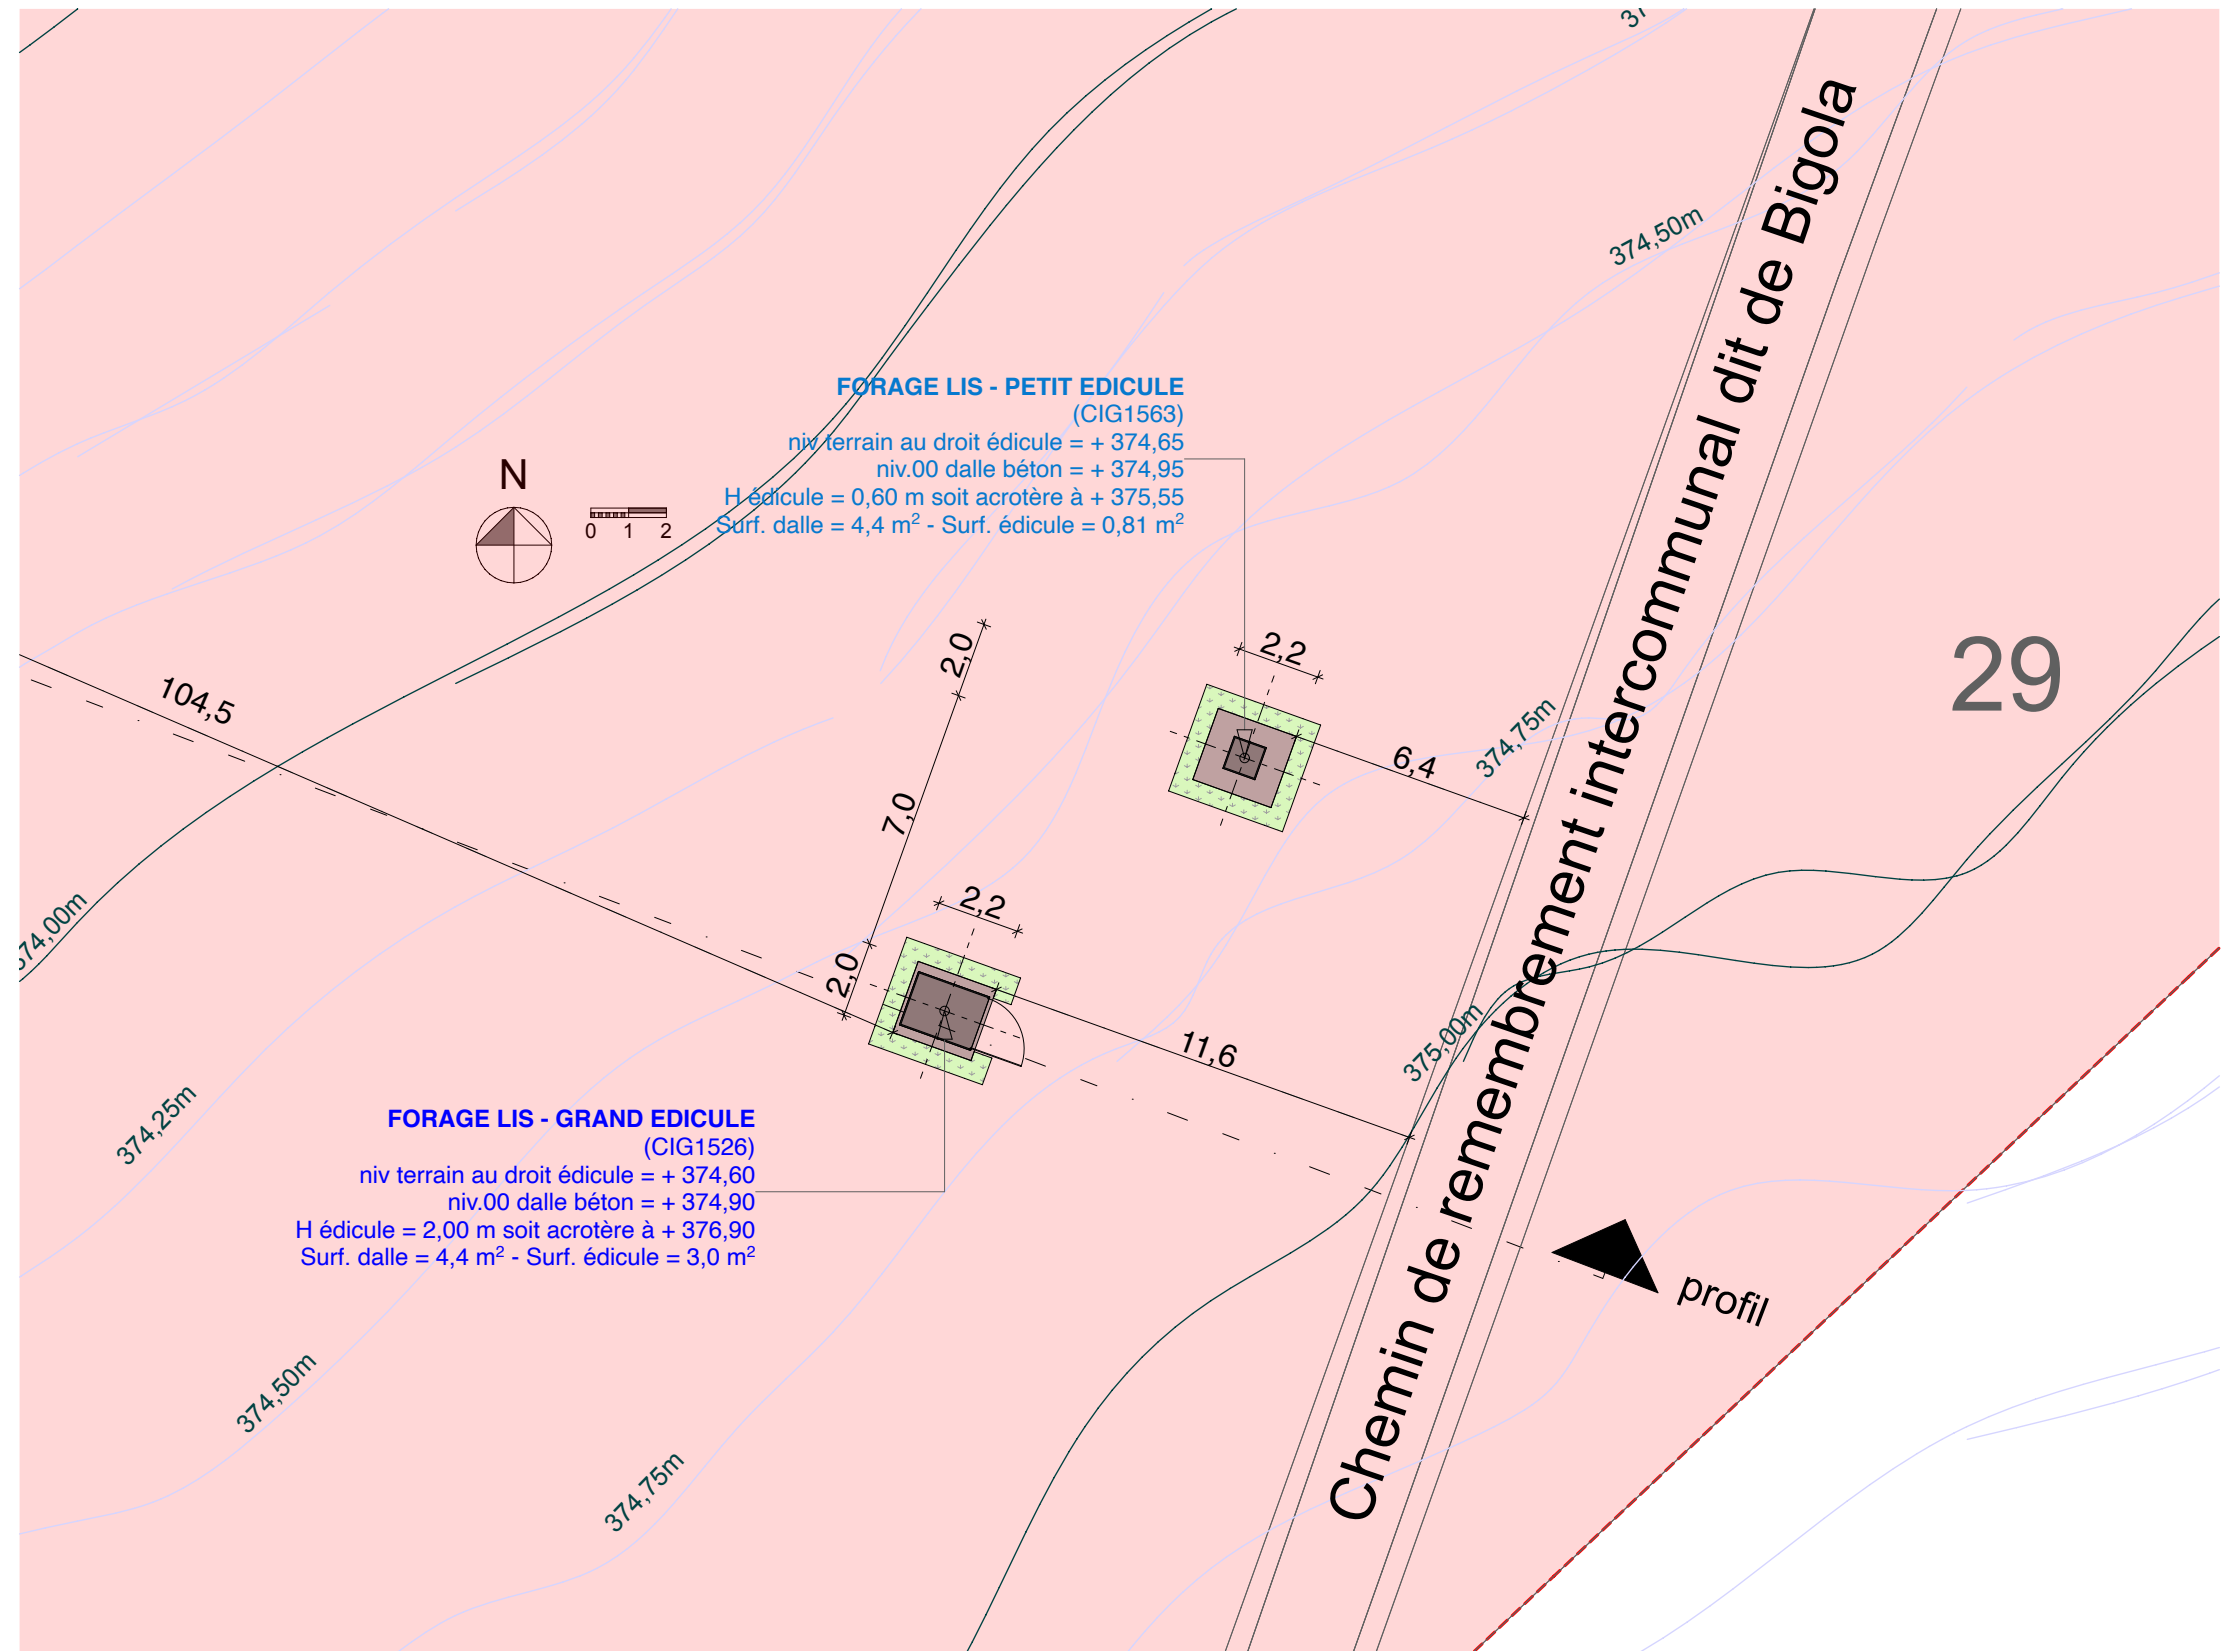 37
Chemin de remembrement intercommunal dit de Bigola
374,50m
FORAGE LIS - PETIT EDICULE
(CIG1563)
niv terrain au droit édicule = + 374,65
niv.00 dalle béton = + 374,95
H édicule = 0,60 m soit acrotère à + 375,55
Surf. dalle = 4,4 m² - Surf. édicule = 0,81 m²
N
0 1 2
2,0
2,2
29
104,5
374,75m
6,4
7,0
2,2
74,00m
2,0
11,6
375,00m
374,25m
FORAGE LIS - GRAND EDICULE
(CIG1526)
niv terrain au droit édicule = + 374,60
niv.00 dalle béton = + 374,90
H édicule = 2,00 m soit acrotère à + 376,90
Surf. dalle = 4,4 m² - Surf. édicule = 3,0 m²
profil
374,50m
374,75m